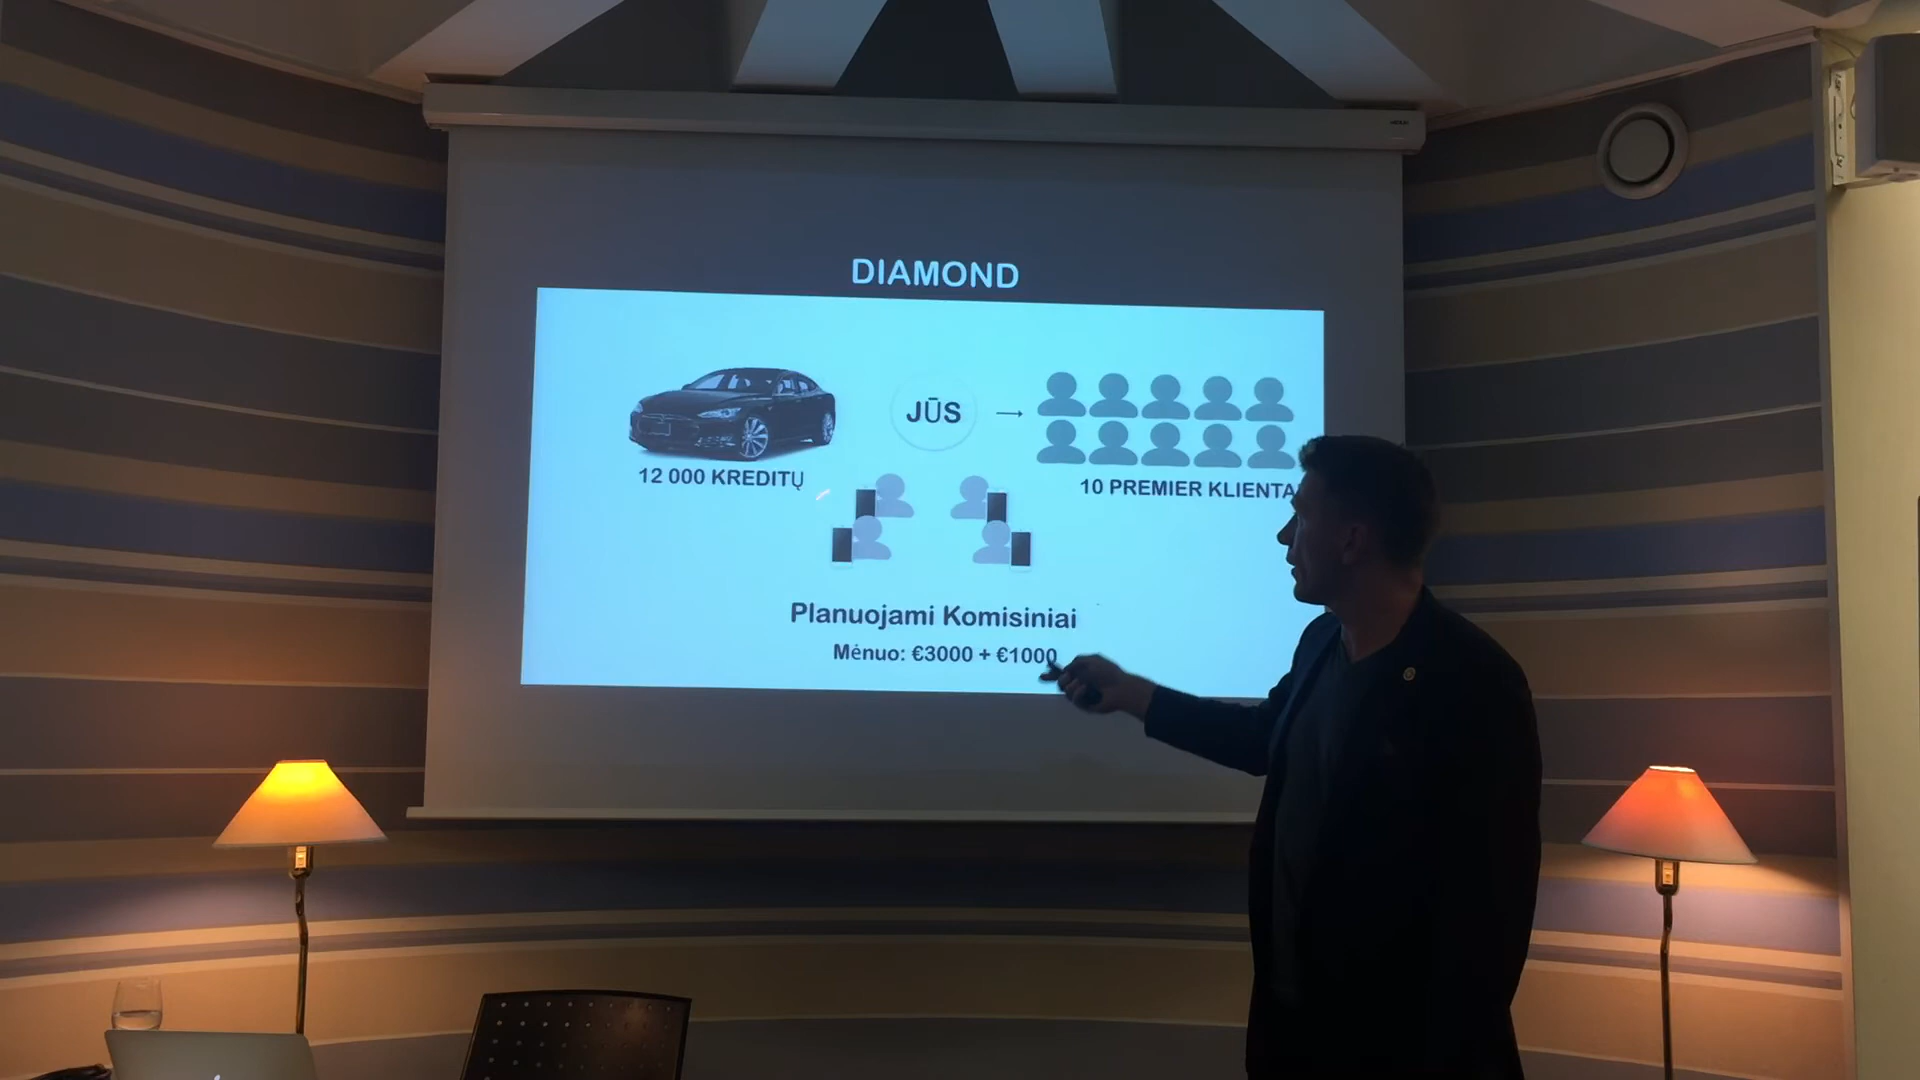 DIAMOND
JŪS
12 000 KREDITŲ
10 PREMIER KLIENTA
Planuojami Komisiniai
Mėnuo: €3000 + €1000